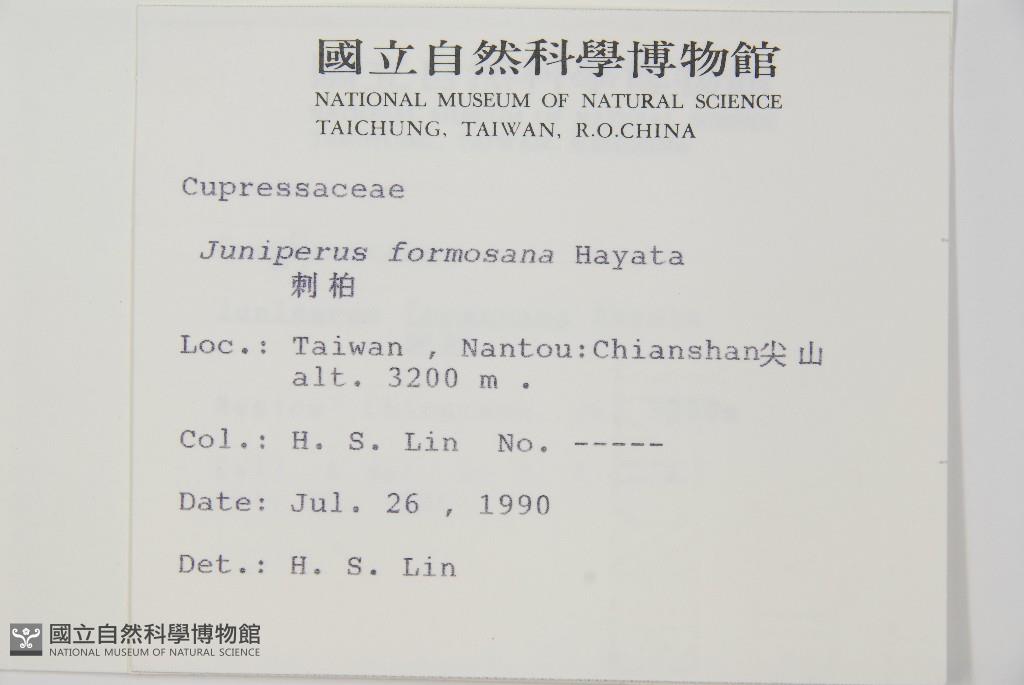 國立自然科學博物館
NATIONAL MUSEUM OF NATURAL SCIENCE
TAICHUNG, TAIWAN, R.O.CHINA
Cupressaceae
Juniperus formosana Hayata
刺柏
Loc.: Taiwan , Nantou:Chianshan尖山
alt. 3200 m .
Col.: H. S. Lin No. -----
Date: Jul. 26 , 1990
Det.: H. S. Lin
國立自然科學博物館
NATIONAL MUSEUM OF NATURAL SCIENCE